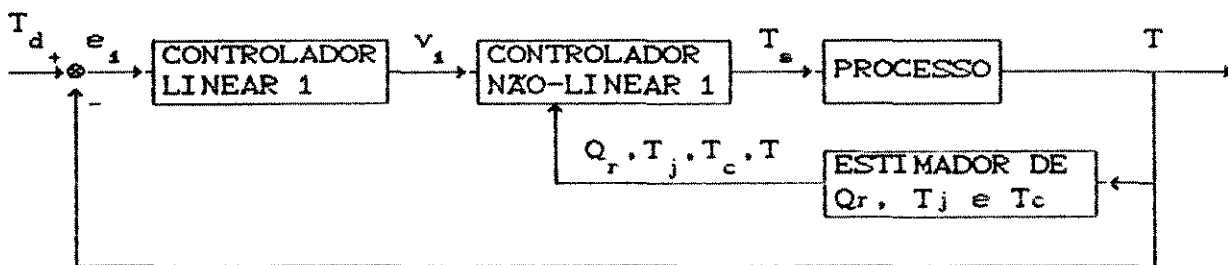 T_d + e_1 CONTROLADOR LINEAR 1 v_1 CONTROLADOR NÃO-LINEAR 1 T_s PROCESSO T
-
Q_r, T_j, T_c, T
ESTIMADOR DE
Qr, Tj e Tc